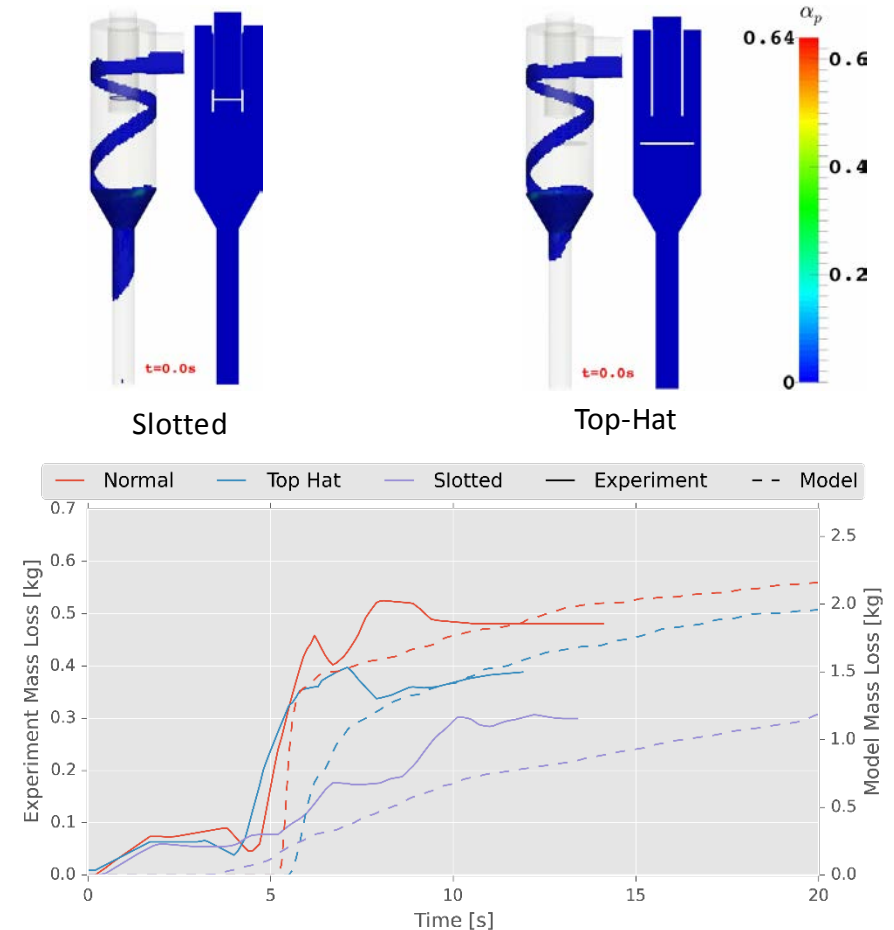 α_p
0.64
0.6
0.4
0.2
0
t=0.0s
t=0.0s
Slotted
Top-Hat
Normal Top Hat Slotted Experiment Model
0.7
0.6
0.5
0.4
0.3
0.2
0.1
0.0
Experiment Mass Loss [kg]
2.5
2.0
1.5
1.0
0.5
0.0
Model Mass Loss [kg]
0 5 10 15 20
Time [s]